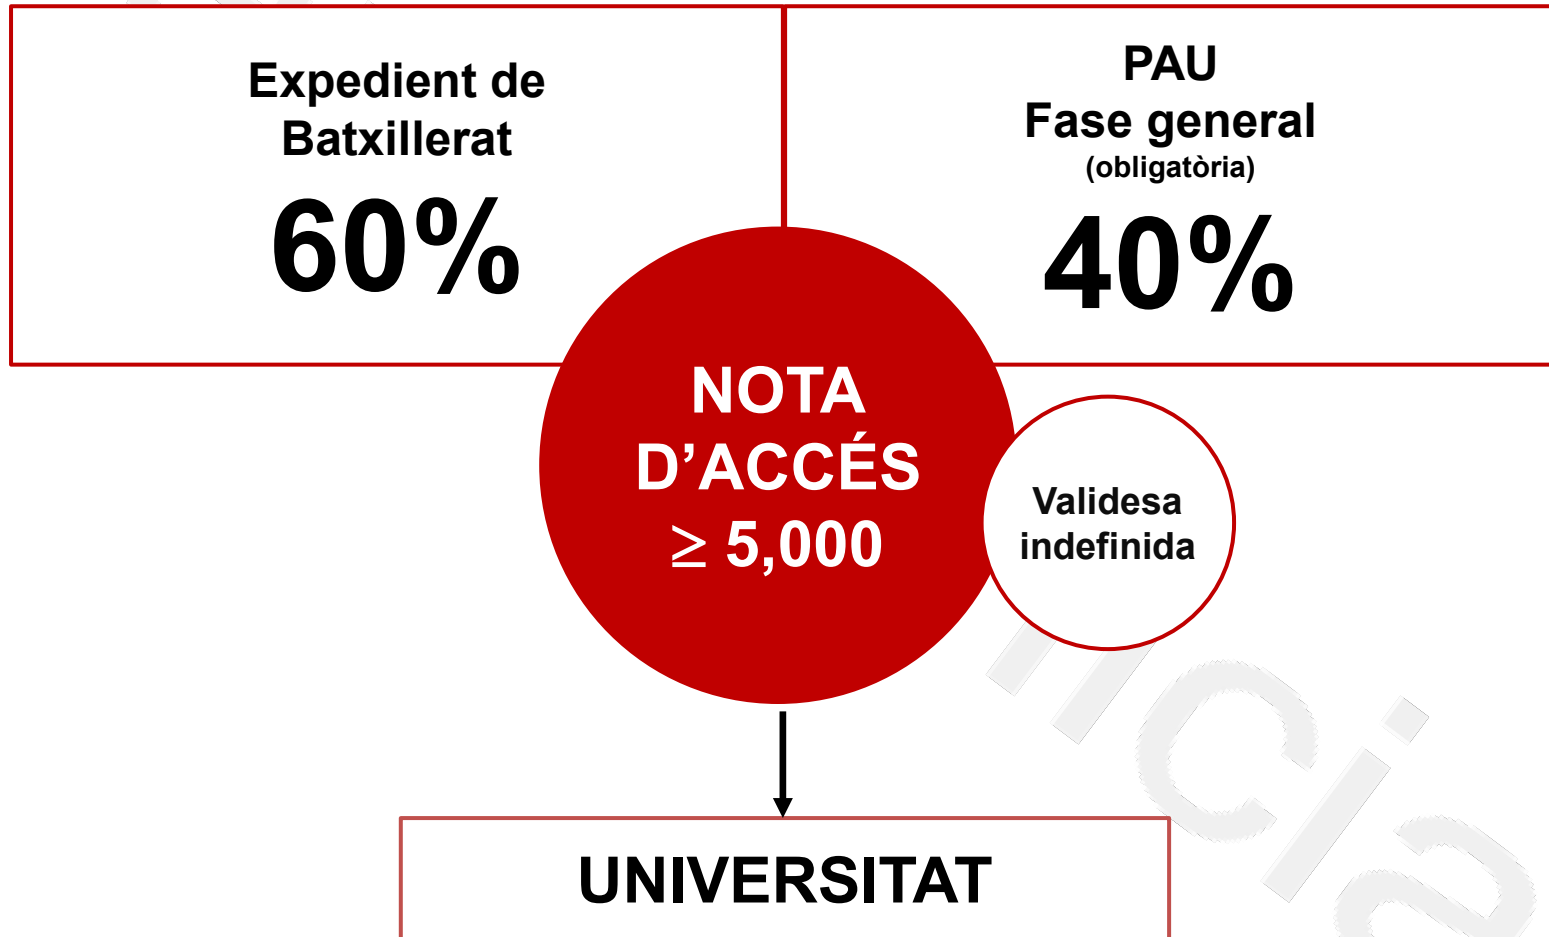 Expedient de
Batxillerat
60%
PAU
Fase general
(obligatòria)
40%
NOTA
D’ACCÉS
≥ 5,000
Validesa
indefinida
UNIVERSITAT